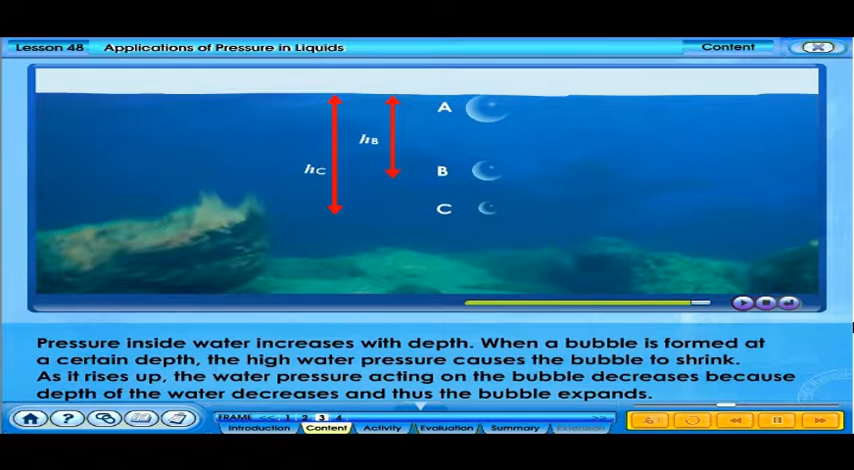 Lesson 48 Applications of Pressure in Liquids Content
A
hB
hC B
C
Pressure inside water increases with depth. When a bubble is formed at
a certain depth, the high water pressure causes the bubble to shrink.
As it rises up, the water pressure acting on the bubble decreases because
depth of the water decreases and thus the bubble expands.
FRAME << 1 2 3 4 >>
Introduction Content Activity Evaluation Summary Extension